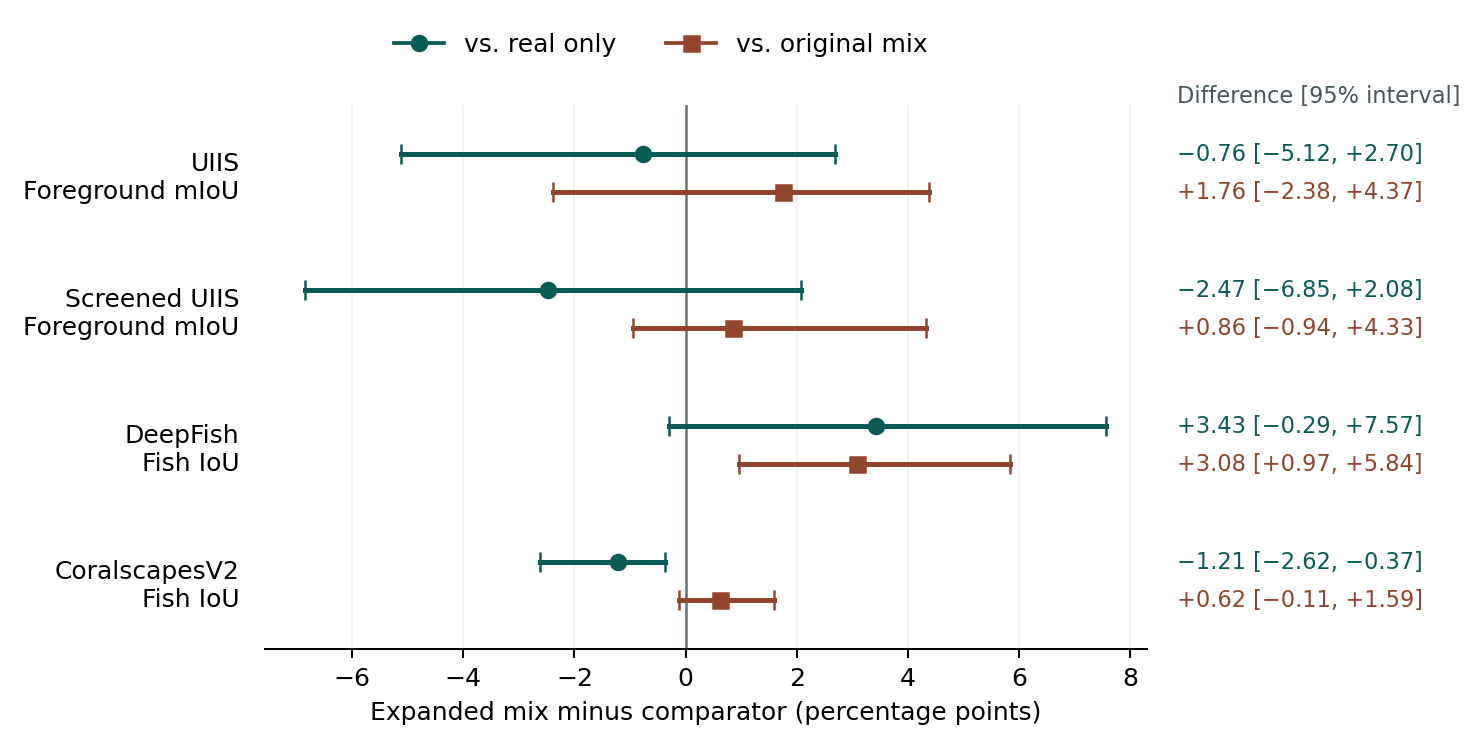 vs. real only
vs. original mix
Difference [95% interval]
UIIS
Foreground mIoU
−0.76 [−5.12, +2.70]
+1.76 [−2.38, +4.37]
Screened UIIS
Foreground mIoU
−2.47 [−6.85, +2.08]
+0.86 [−0.94, +4.33]
DeepFish
Fish IoU
+3.43 [−0.29, +7.57]
+3.08 [+0.97, +5.84]
CoralscapesV2
Fish IoU
−1.21 [−2.62, −0.37]
+0.62 [−0.11, +1.59]
−6 −4 −2 0 2 4 6 8
Expanded mix minus comparator (percentage points)